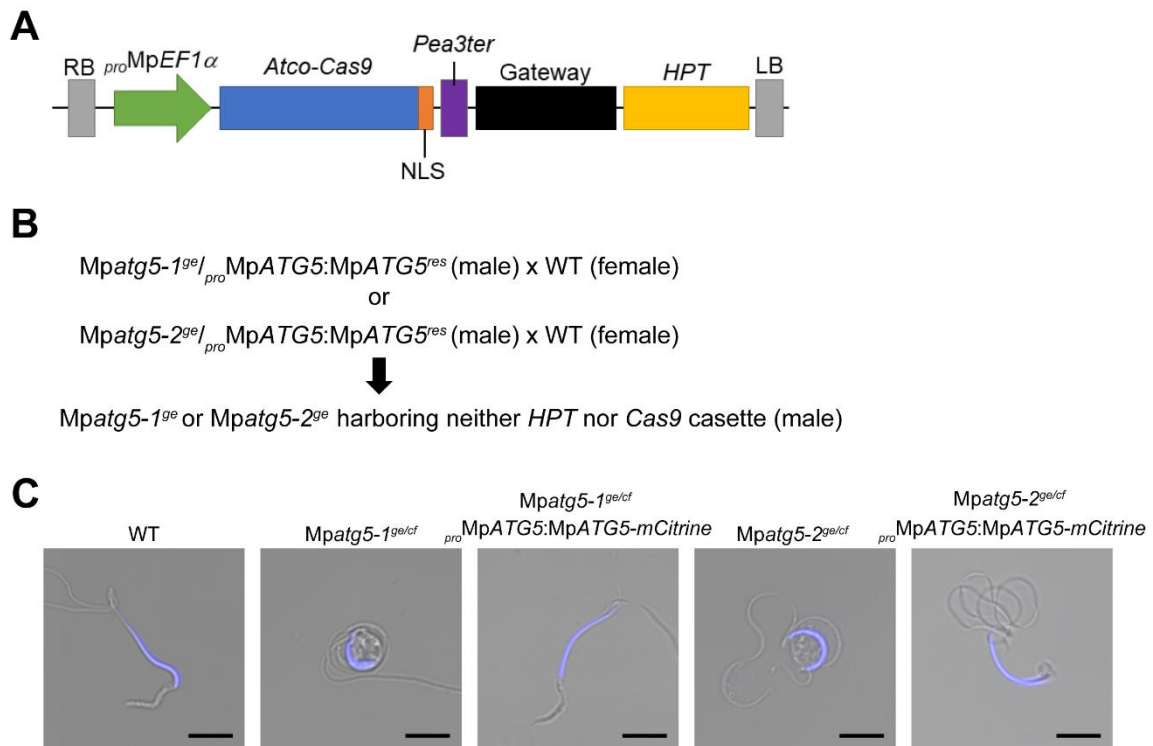 A
RB
proMpEF1α
Atco-Cas9
Pea3ter
Gateway
HPT
LB
NLS
B
Mpatg5-1ge/proMpATG5:MpATG5res (male) x WT (female)
or
Mpatg5-2ge/proMpATG5:MpATG5res (male) x WT (female)
Mpatg5-1ge or Mpatg5-2ge harboring neither HPT nor Cas9 casette (male)
C
WT
Mpatg5-1ge/cf
Mpatg5-1ge/cf
proMpATG5:MpATG5-mCitrine
Mpatg5-2ge/cf
Mpatg5-2ge/cf
proMpATG5:MpATG5-mCitrine